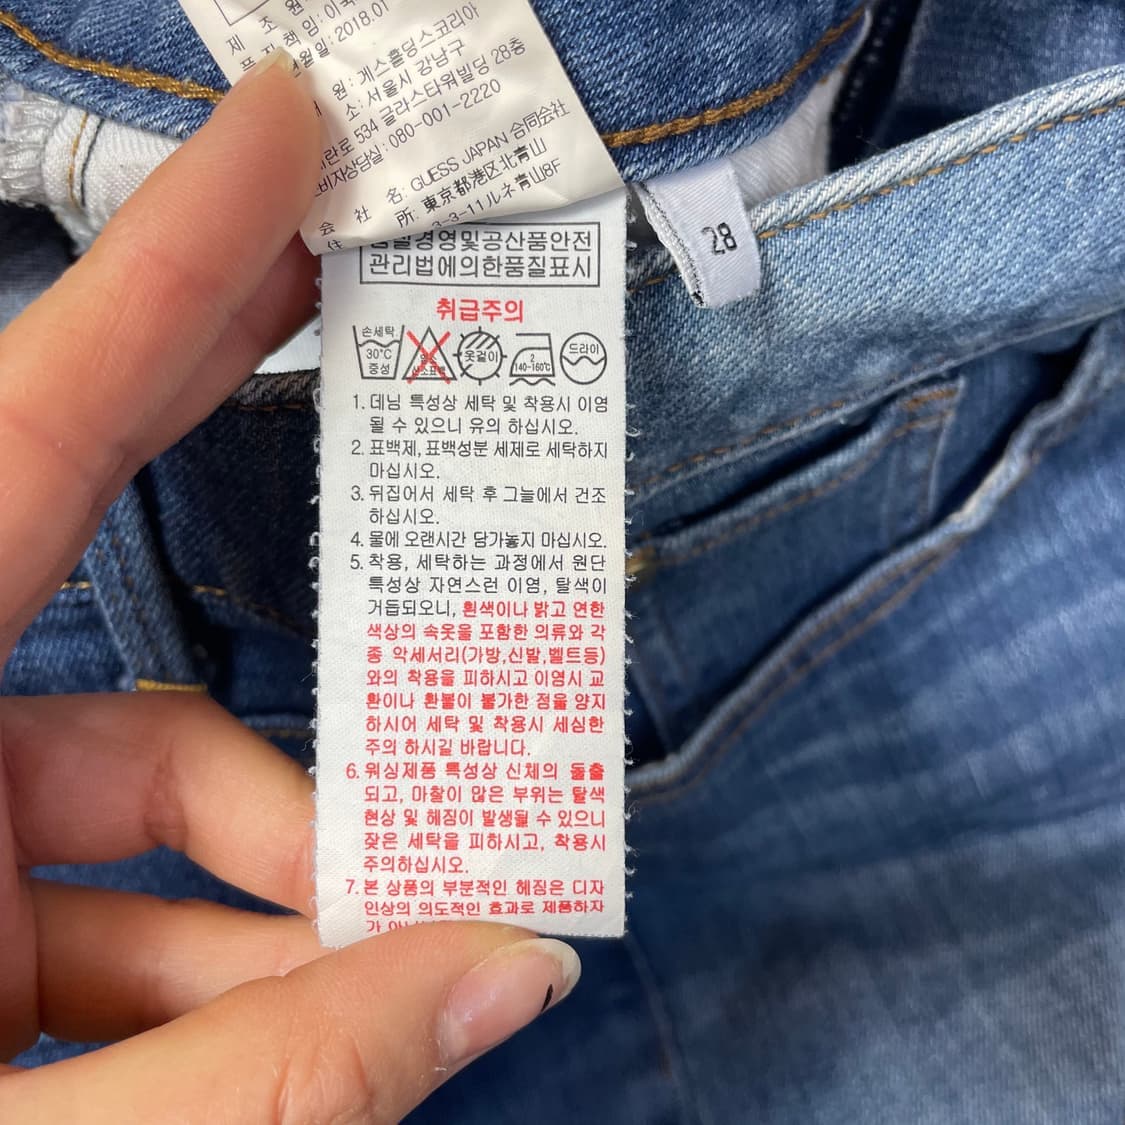 제 조 원
2018.01
원: 게스홀딩스코리아
소: 서울시 강남구
534 글라스타워빌딩 28층
080-001-2220
会 社 名: GUESS JAPAN 合同会社
住 所: 東京都港区北青山
3-3-11ルネ青山8F
28
경영및공산품안전
관리법에의한품질표시
취급주의
손세탁
30°C
중성
옷걸이
2
140-160℃
드라이
1. 데님 특성상 세탁 및 착용시 이염
될 수 있으니 유의 하십시오.
2. 표백제, 표백성분 세제로 세탁하지
마십시오.
3. 뒤집어서 세탁 후 그늘에서 건조
하십시오.
4. 물에 오랜시간 담가놓지 마십시오.
5. 착용, 세탁하는 과정에서 원단
특성상 자연스런 이염, 탈색이
거듭되오니, 흰색이나 밝고 연한
색상의 속옷을 포함한 의류와 각
종 악세서리(가방,신발,벨트등)
와의 착용을 피하시고 이염시 교
환이나 환불이 불가한 점을 양지
하시어 세탁 및 착용시 세심한
주의 하시길 바랍니다.
6. 워싱제품 특성상 신체의 돌출
되고, 마찰이 많은 부위는 탈색
현상 및 헤짐이 발생될 수 있으니
잦은 세탁을 피하시고, 착용시
주의하십시오.
7. 본 상품의 부분적인 헤짐은 디자
인상의 의도적인 효과로 제품하자
가